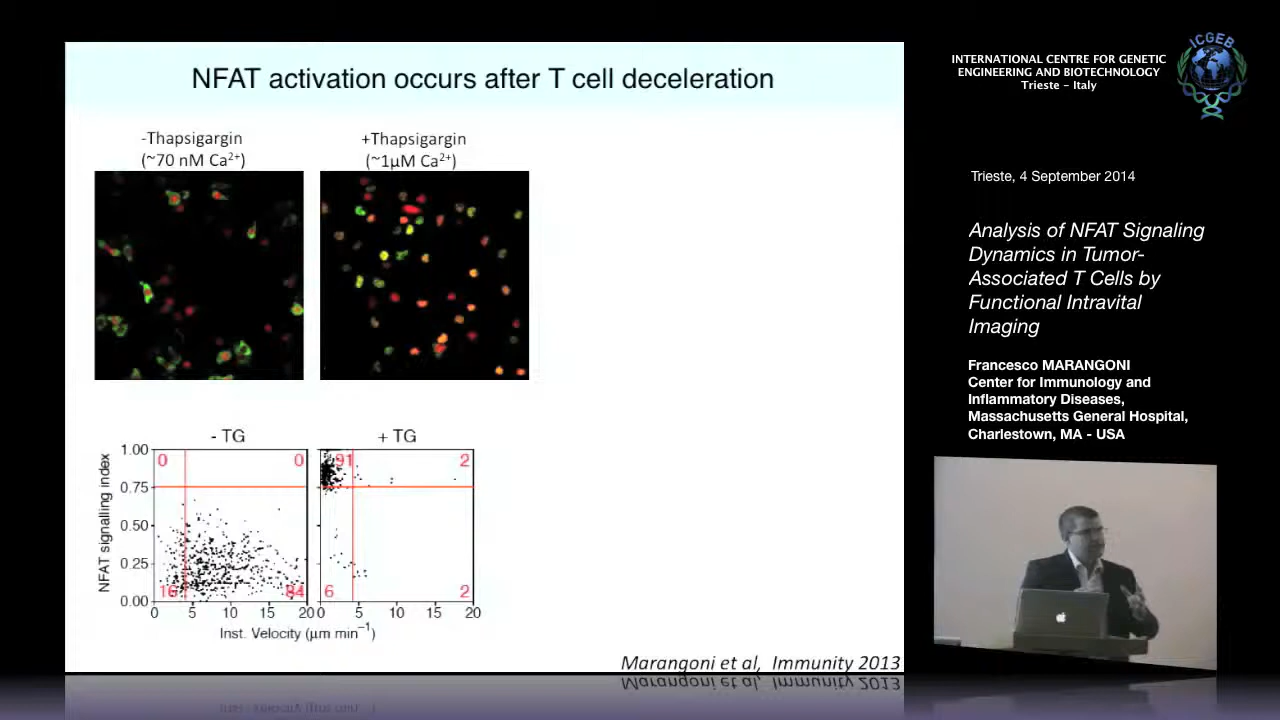 NFAT activation occurs after T cell deceleration
-Thapsigargin
(~70 nM Ca²⁺)
+Thapsigargin
(~1µM Ca²⁺)
- TG
+ TG
NFAT signalling index
1.00
0.75
0.50
0.25
0.00
0
0
16
84
91
2
6
2
0 5 10 15 20
0 5 10 15 20
Inst. Velocity (µm min⁻¹)
Marangoni et al, Immunity 2013
ICGEB
INTERNATIONAL CENTRE FOR GENETIC
ENGINEERING AND BIOTECHNOLOGY
Trieste – Italy
Trieste, 4 September 2014
Analysis of NFAT Signaling
Dynamics in Tumor-
Associated T Cells by
Functional Intravital
Imaging
Francesco MARANGONI
Center for Immunology and
Inflammatory Diseases,
Massachusetts General Hospital,
Charlestown, MA - USA